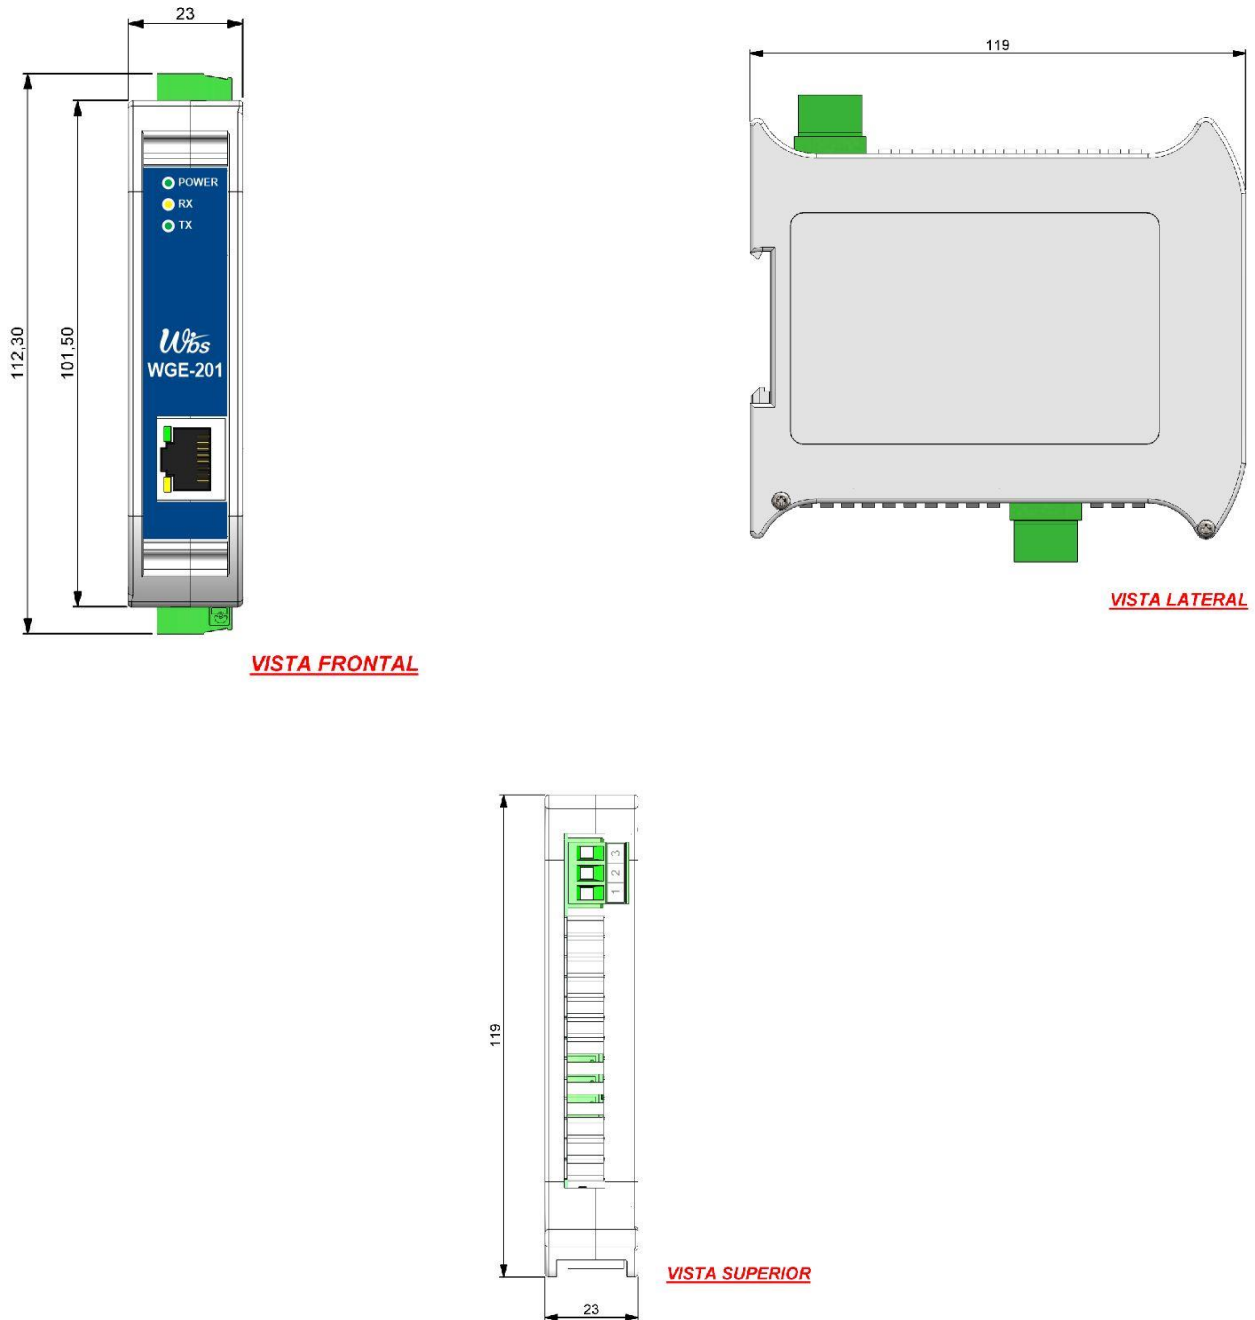 23
119
112,30
101,50
POWER
RX
TX
Wbs
WGE-201
VISTA LATERAL
VISTA FRONTAL
3
2
1
119
VISTA SUPERIOR
23